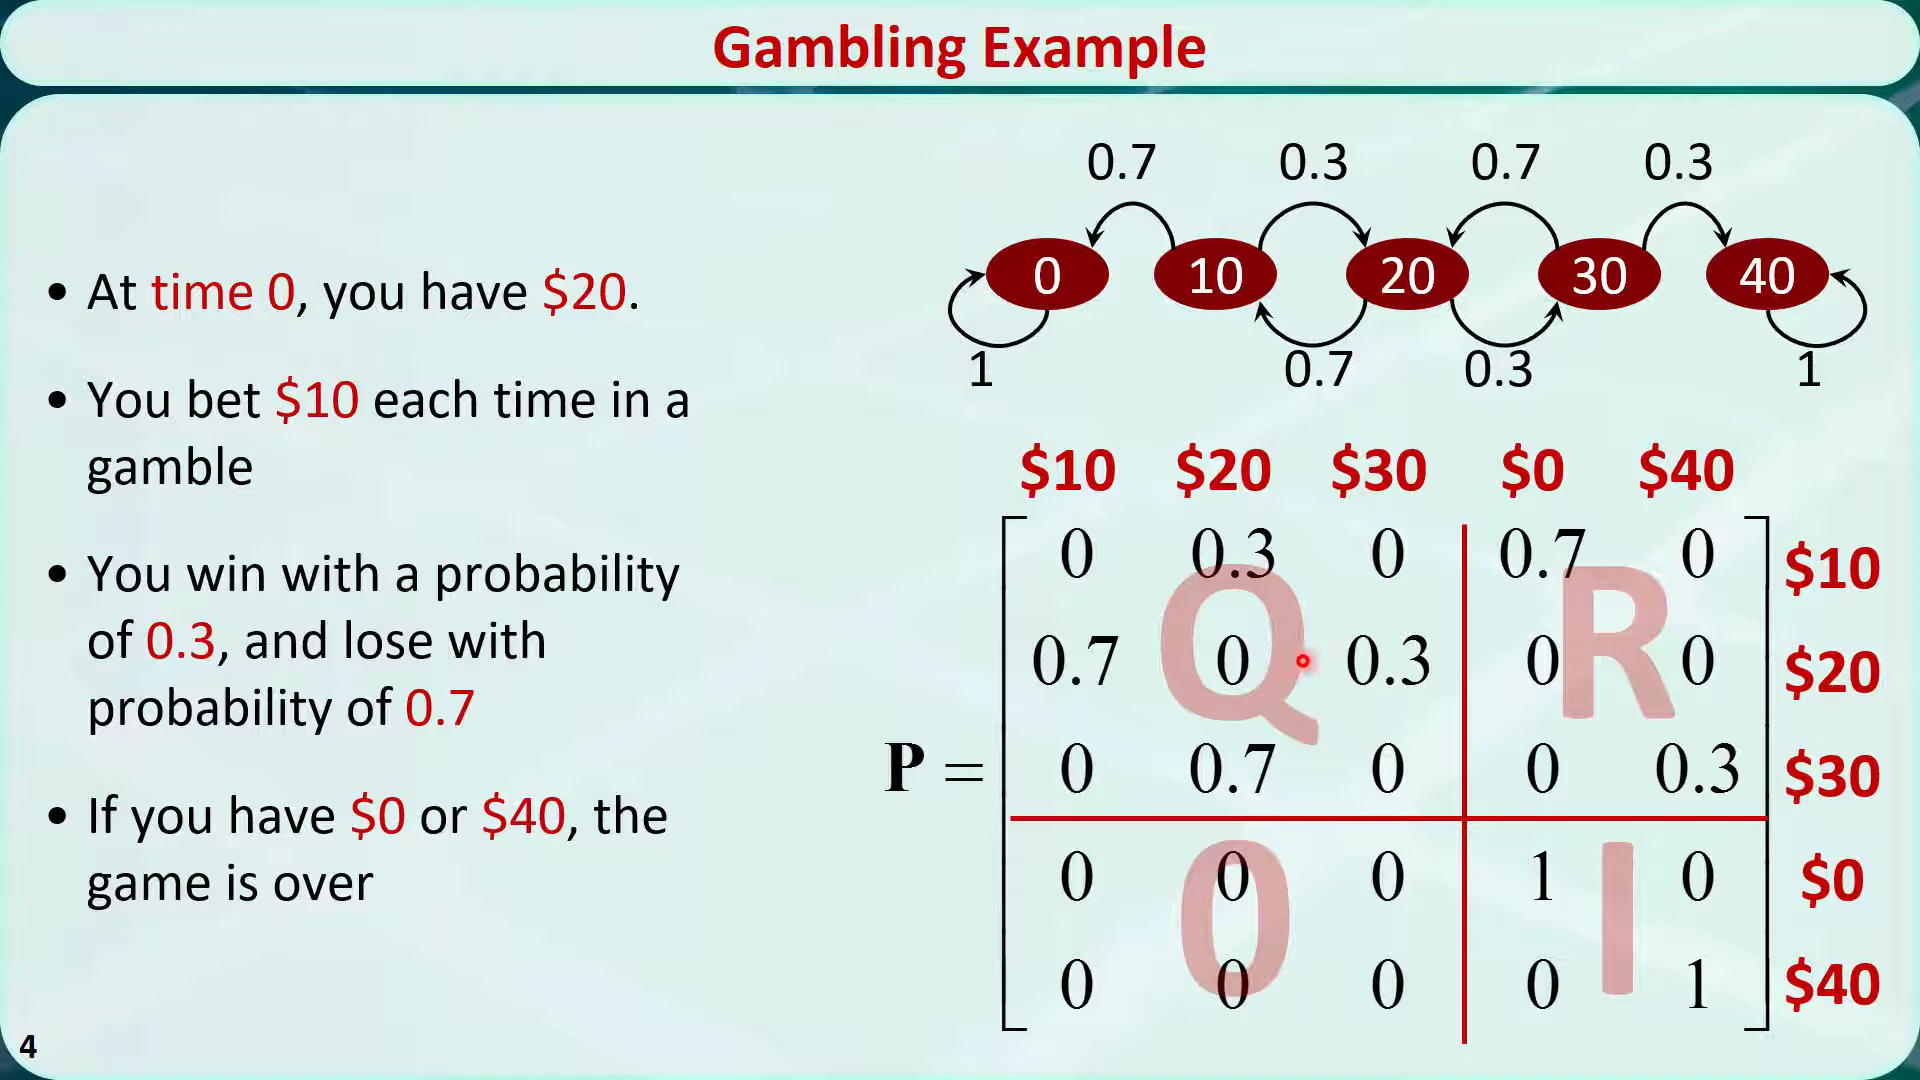 Gambling Example
• At time 0, you have $20.
• You bet $10 each time in a
gamble
• You win with a probability
of 0.3, and lose with
probability of 0.7
• If you have $0 or $40, the
game is over
0.7 0.3 0.7 0.3
0 10 20 30 40
1 0.7 0.3 1
$10 $20 $30 $0 $40
0 0.3 0 0.7 0 $10
Q R
0.7 0 0.3 0 0 $20
P =
0 0.7 0 0 0.3 $30
0 0 0 1 0 $0
0 I
0 0 0 0 1 $40
4